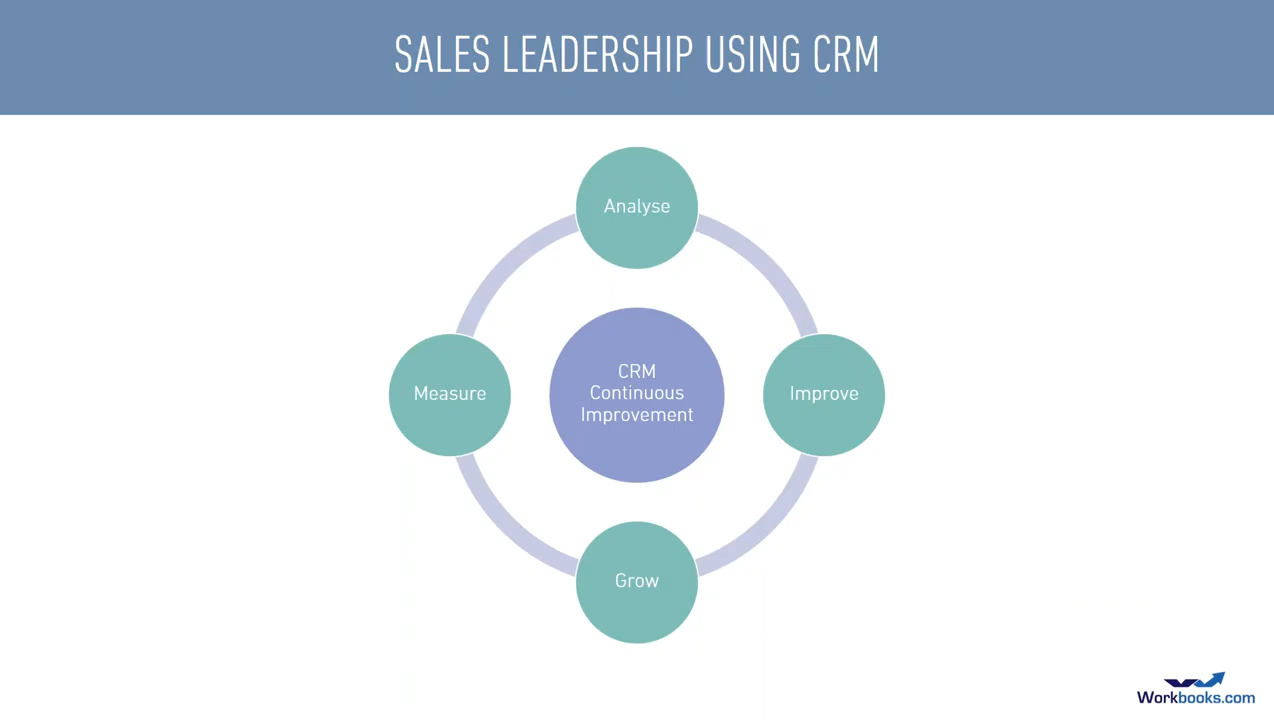 SALES LEADERSHIP USING CRM
Analyse
Measure
CRM
Continuous
Improvement
Improve
Grow
Workbooks.com